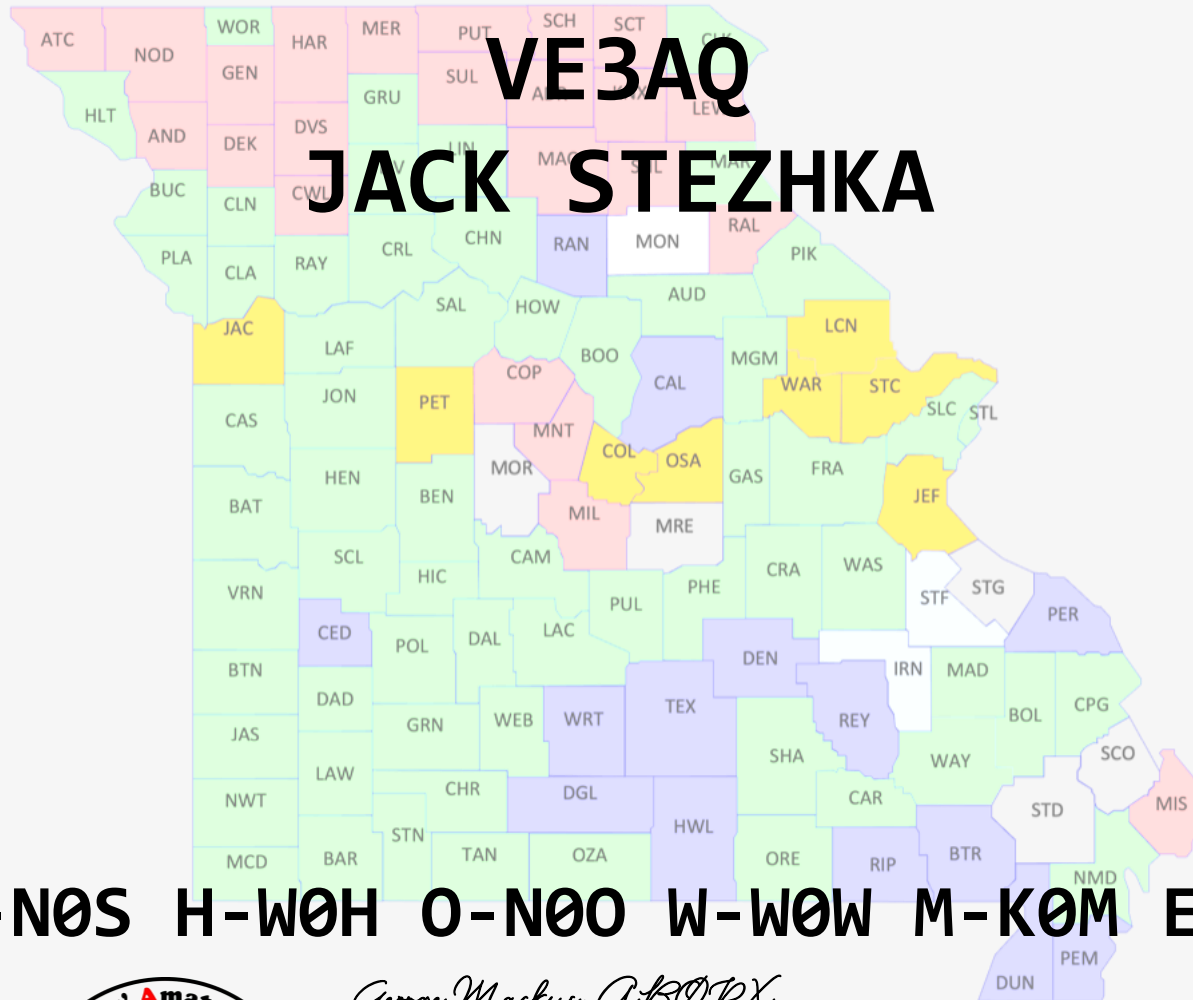 ATC NOD WOR HAR MER PUT SCH SCT
GEN SUL
VE3AQ
HLT GRU LEW
AND DEK DVS LIN MAC MAR
JACK STEZHKA
BUC CLN CWL
PLA CLA RAY CRL CHN RAN MON RAL PIK
JAC LAF SAL HOW AUD LCN
BOO CAL MGM WAR STC
CAS JON PET COP SLC STL
MNT
BAT HEN BEN MOR COL OSA GAS FRA JEF
MIL MRE
VRN SCL HIC CAM PUL PHE CRA WAS STF STG PER
CED POL DAL LAC DEN IRN MAD
BTN DAD GRN WEB WRT TEX REY BOL CPG
JAS LAW CHR DGL SHA WAY SCO
NWT STN HWL CAR STD MIS
MCD BAR TAN OZA ORE RIP BTR NMD
-N0S H-W0H O-N0O W-W0W M-K0M E
PEM
DUN